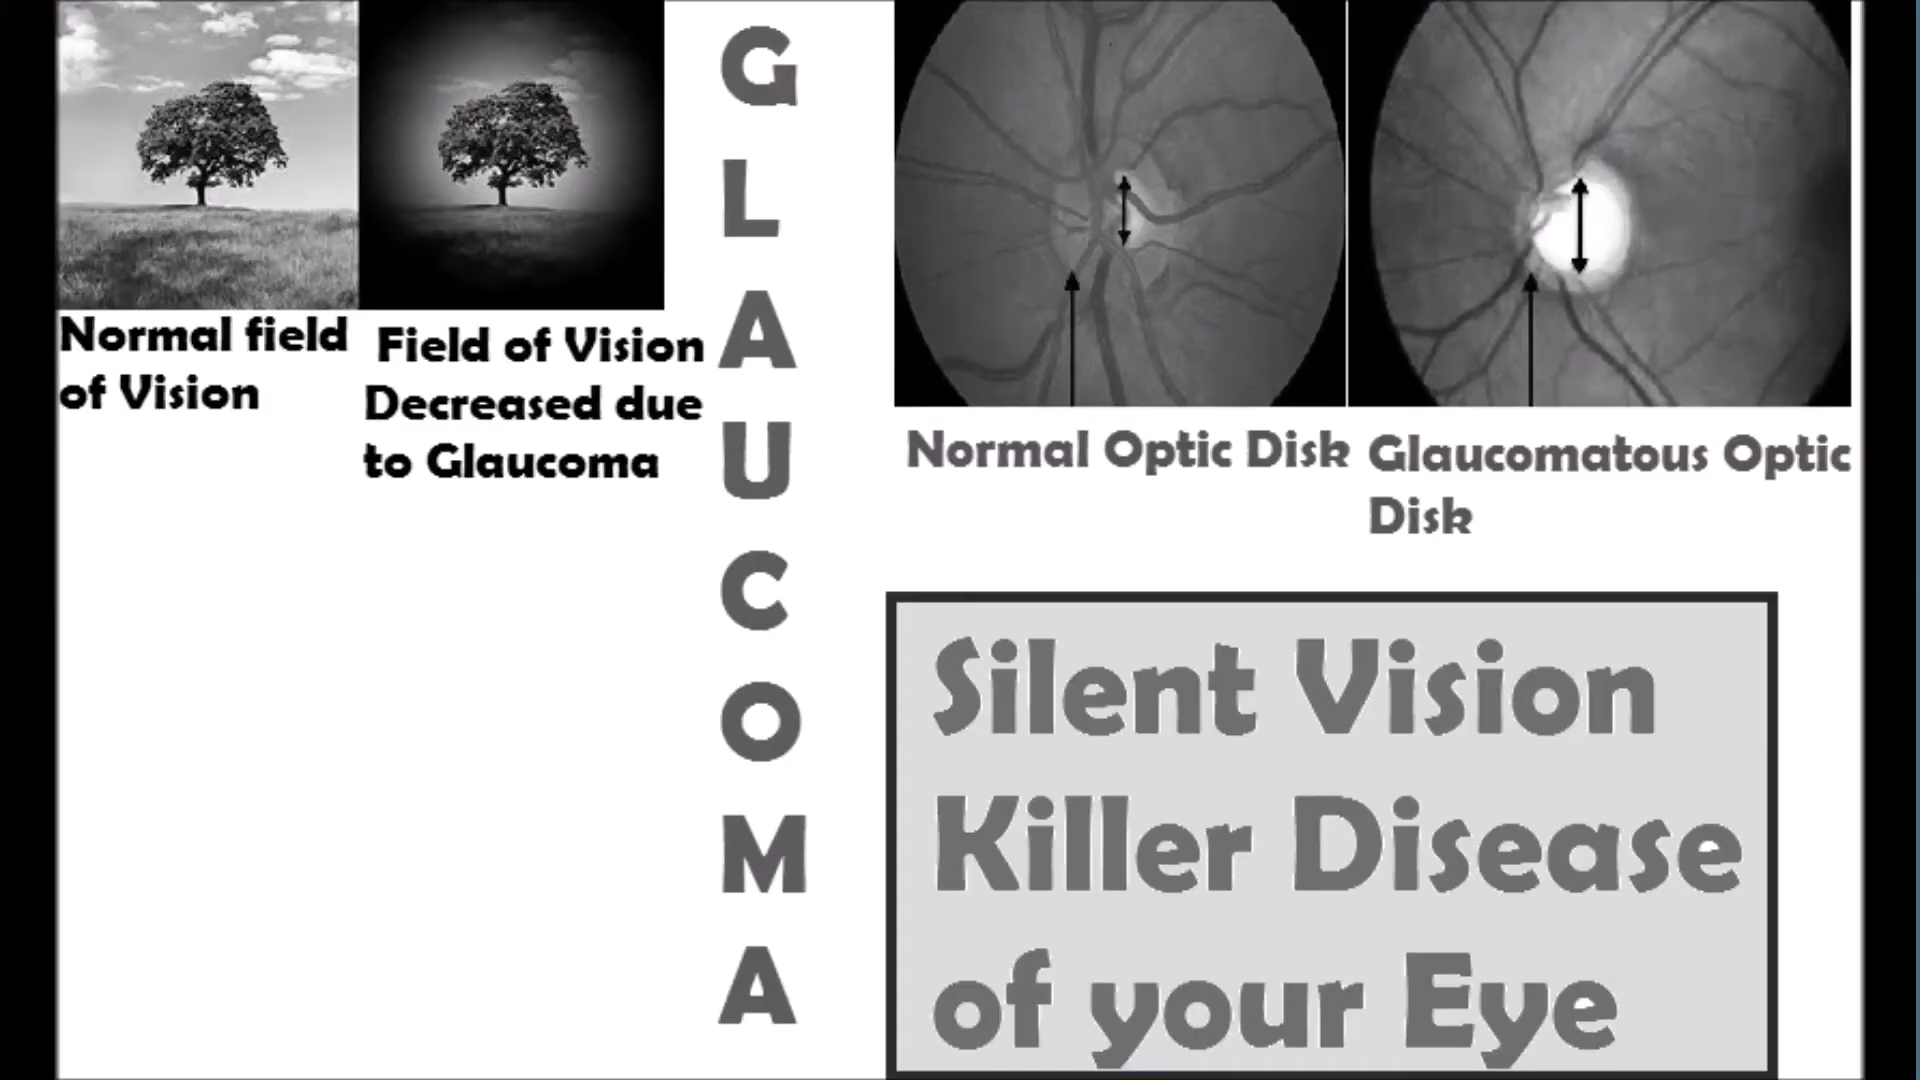 Normal field
of Vision
Field of Vision
Decreased due
to Glaucoma
G
L
A
U
C
O
M
A
Normal Optic Disk
Glaucomatous Optic
Disk
Silent Vision
Killer Disease
of your Eye